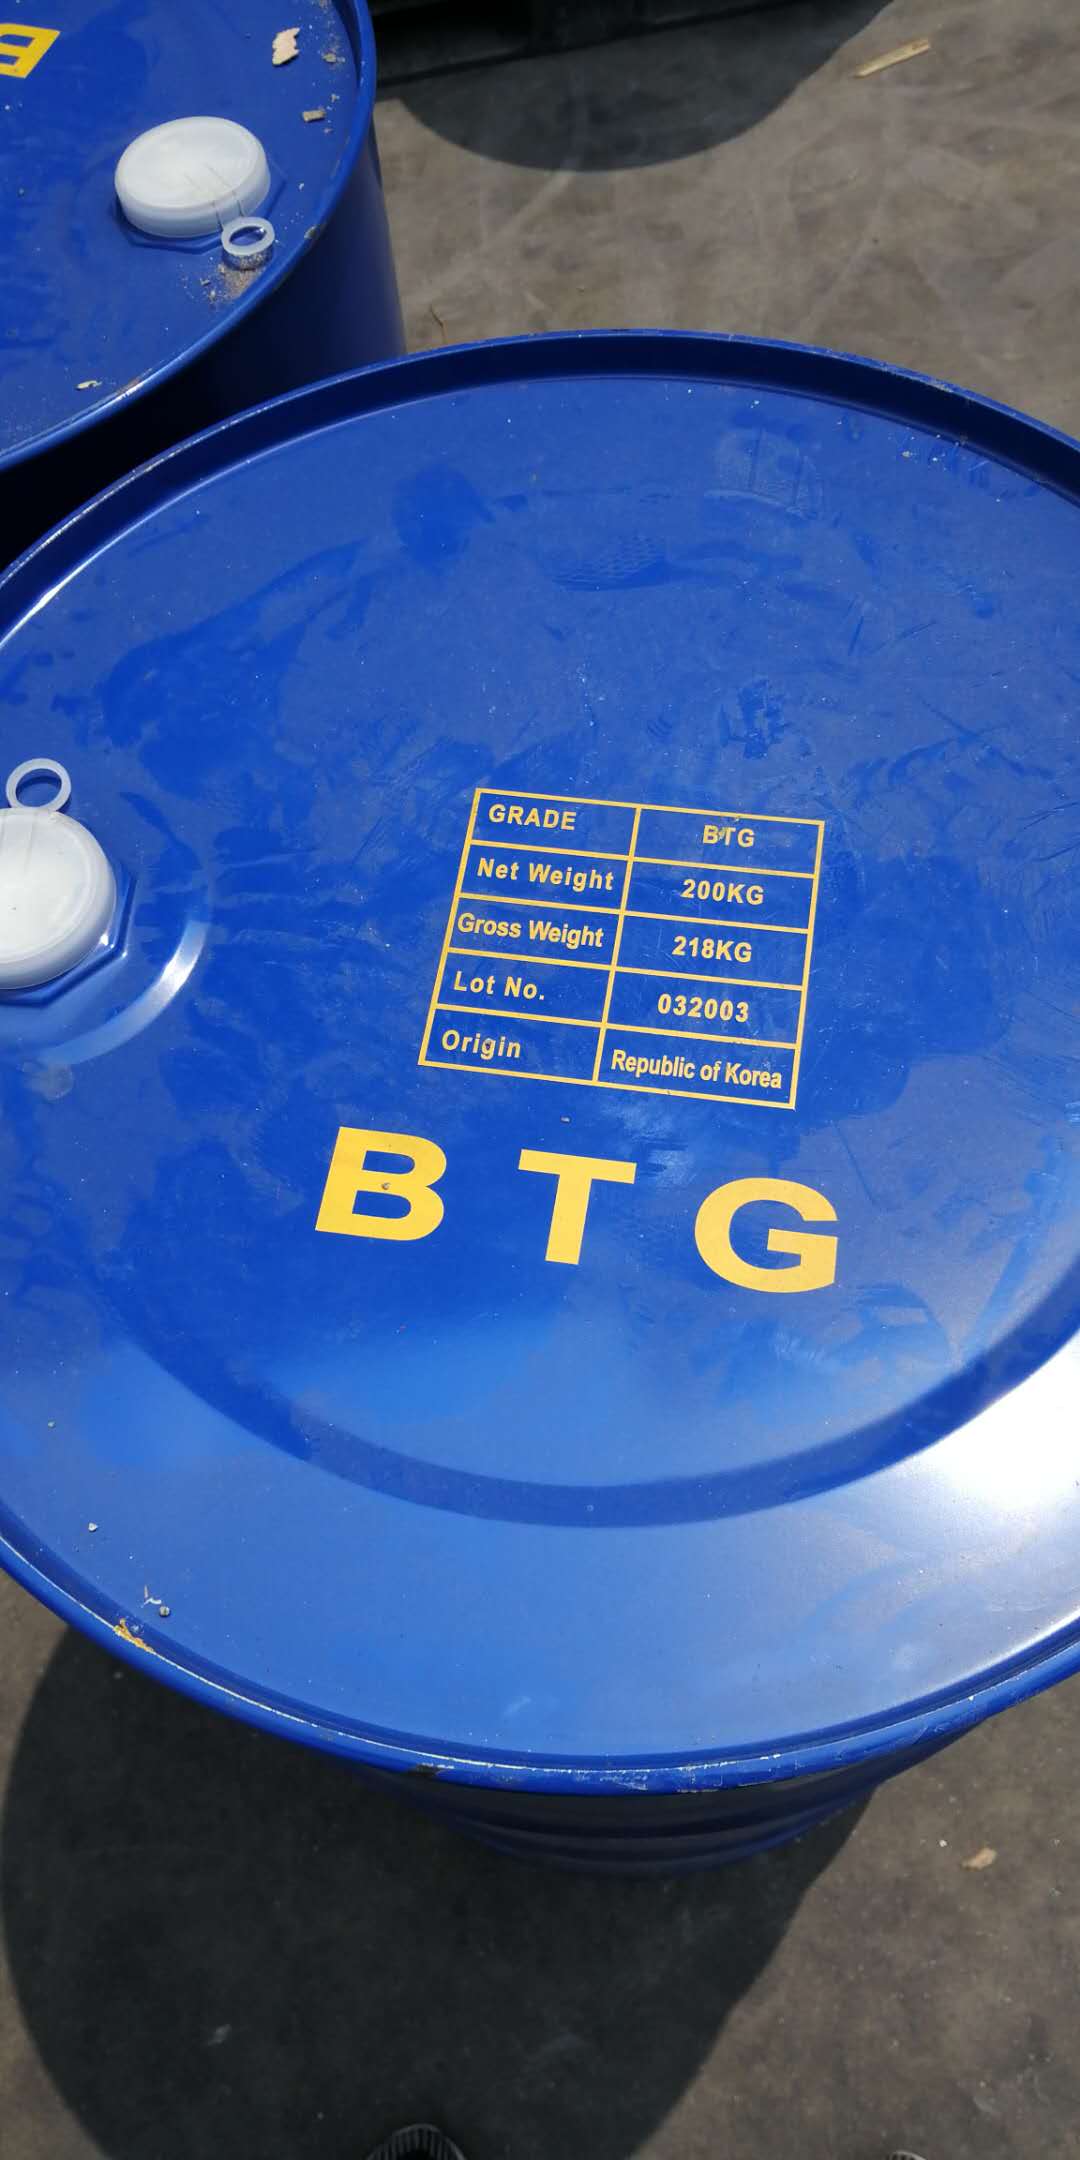 GRADE BTG
Net Weight 200KG
Gross Weight 218KG
Lot No. 032003
Origin Republic of Korea
BTG